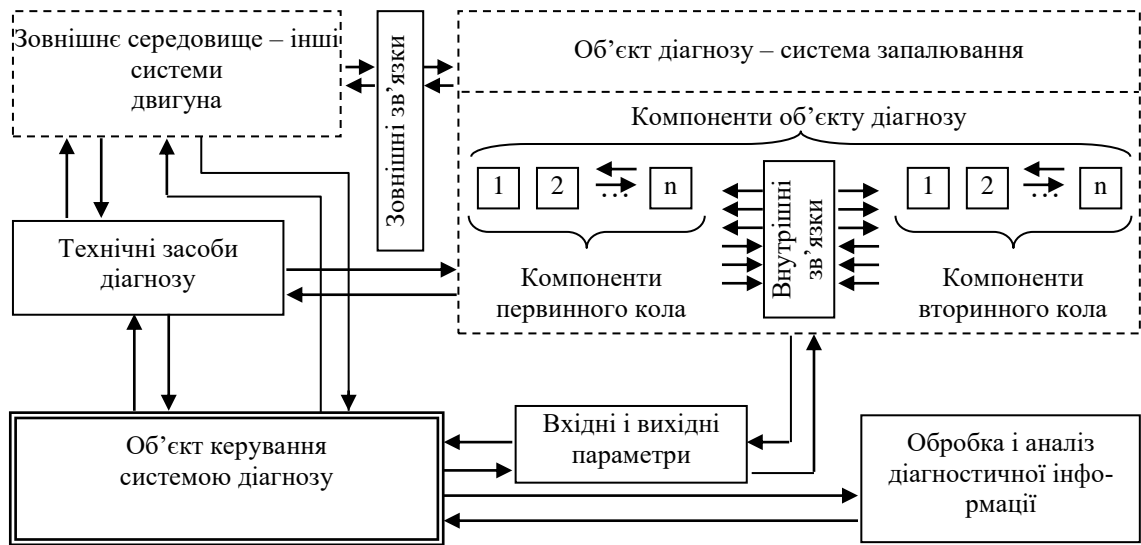 Зовнішнє середовище – інші
системи
двигуна
Зовнішні зв’язки
Об’єкт діагнозу – система запалювання
Компоненти об’єкту діагнозу
1 2 … n
Внутрішні
зв’язки
1 2 … n
Компоненти
первинного кола
Компоненти
вторинного кола
Технічні засоби
діагнозу
Об’єкт керування
системою діагнозу
Вхідні і вихідні
параметри
Обробка і аналіз
діагностичної інфо-
рмації